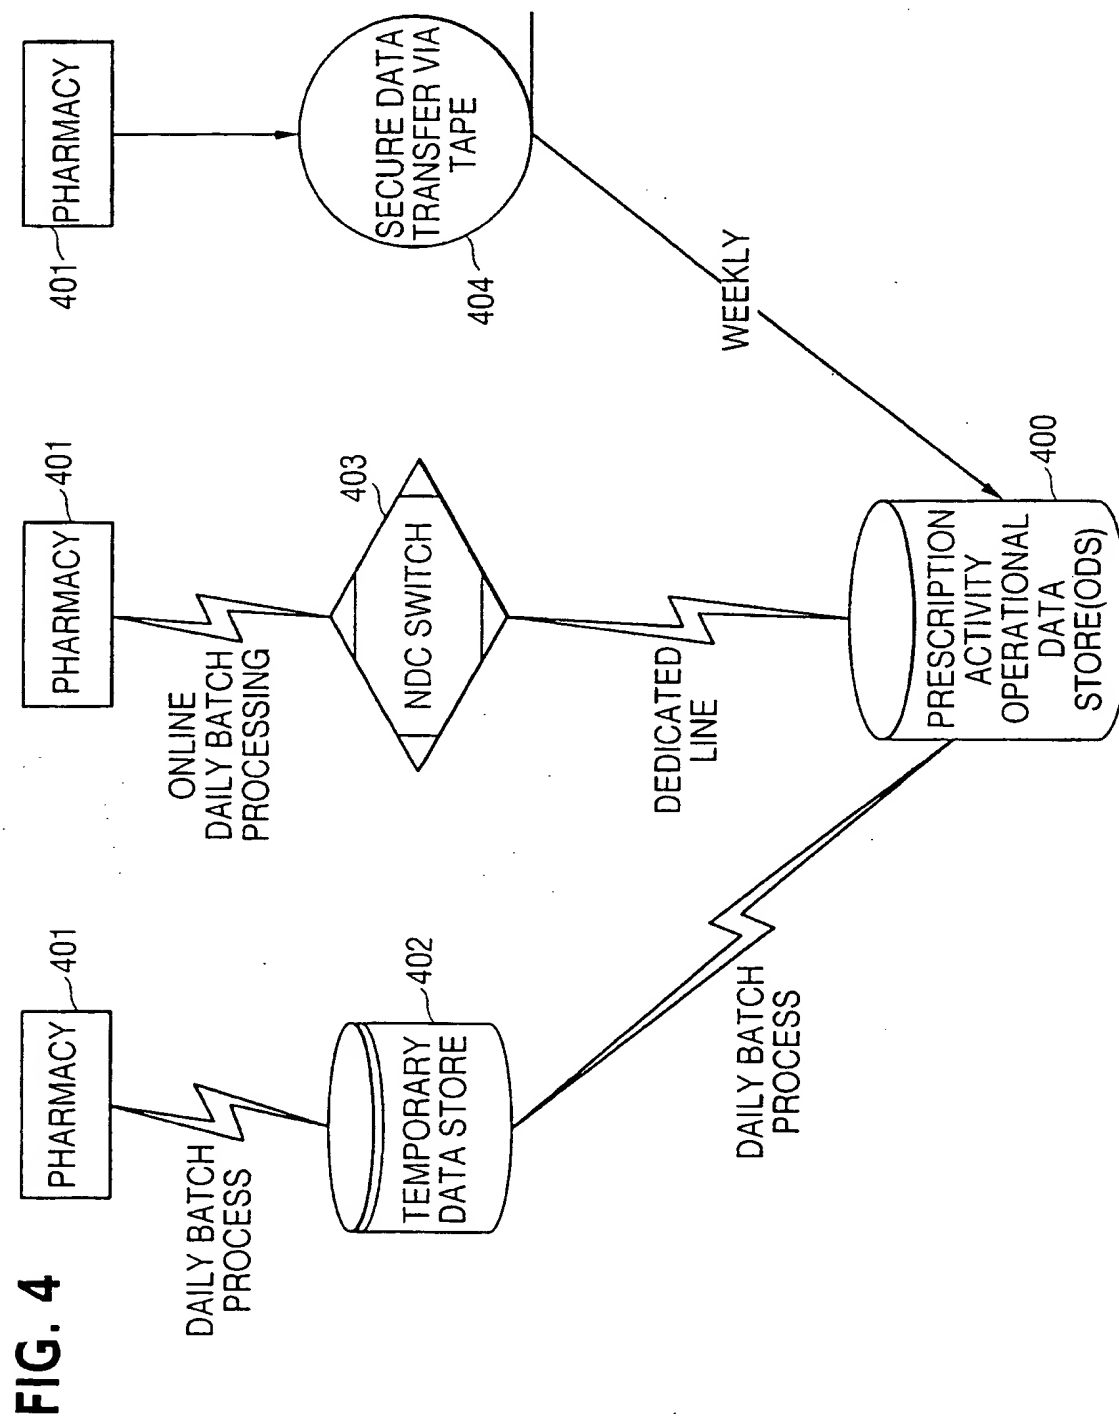 FIG. 4
PHARMACY
401
DAILY BATCH
PROCESS
TEMPORARY
DATA STORE
402
DAILY BATCH
PROCESS
PHARMACY
401
ONLINE
DAILY BATCH
PROCESSING
NDC SWITCH
403
DEDICATED
LINE
PHARMACY
401
SECURE DATA
TRANSFER VIA
TAPE
404
WEEKLY
PRESCRIPTION
ACTIVITY
OPERATIONAL
DATA
STORE(ODS)
400